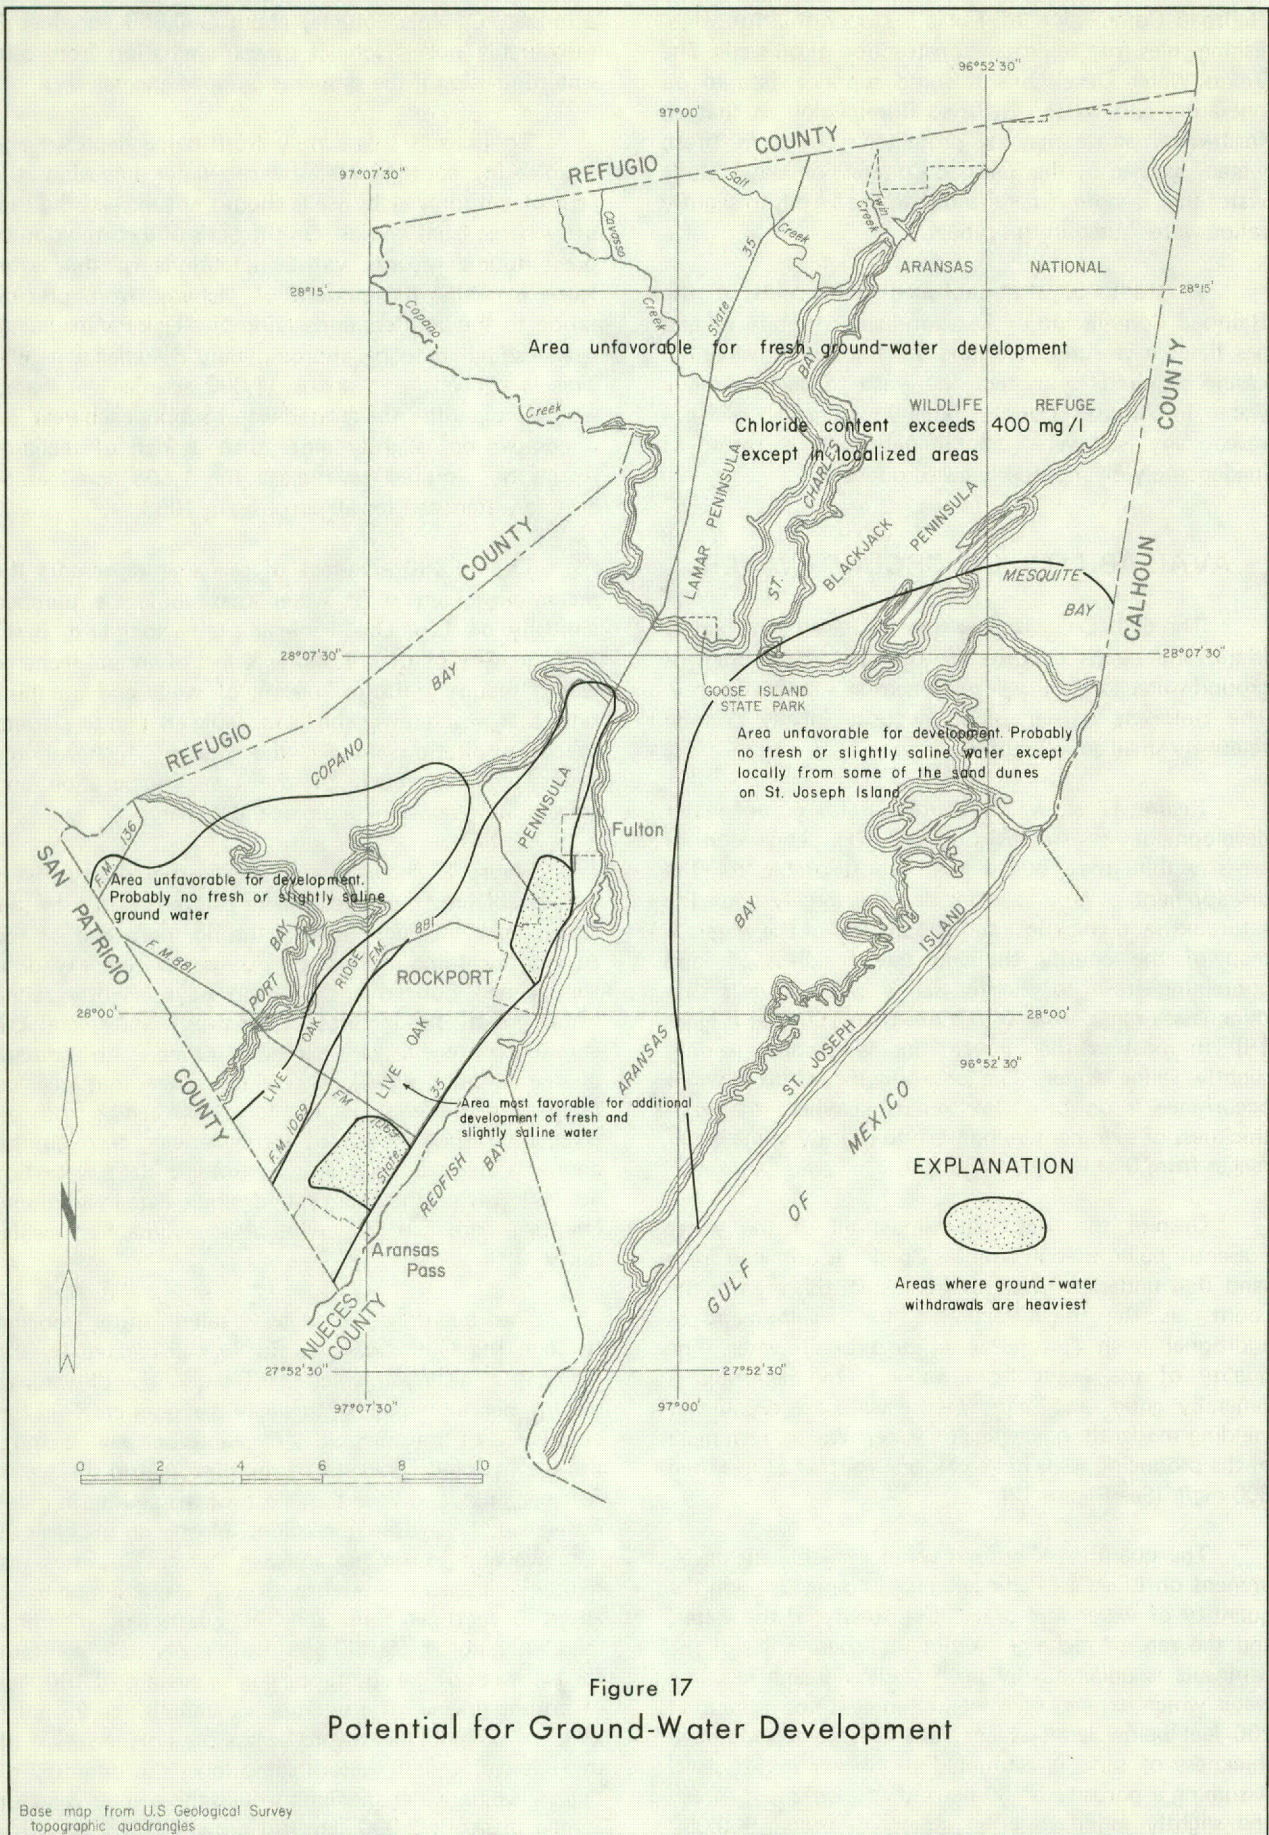 96°52'30"
97°00'
COUNTY
REFUGIO
97°07'30"
Salt
Creek
Twin
Creek
Cavasso
Creek
35
State
ARANSAS NATIONAL
28°15'
28°15'
Copano
Creek
Area unfavorable for fresh ground-water development
BAY
WILDLIFE REFUGE
Chloride content exceeds 400 mg/l
except in localized areas
COUNTY
CALHOUN
LAMAR PENINSULA
ST. CHARLES
BLACKJACK PENINSULA
COUNTY
MESQUITE
BAY
28°07'30"
28°07'30"
BAY
GOOSE ISLAND
STATE PARK
REFUGIO
COPANO
Area unfavorable for development. Probably
no fresh or slightly saline water except
locally from some of the sand dunes
on St. Joseph Island
PENINSULA
Fulton
F.M. 136
SAN PATRICIO
Area unfavorable for development.
Probably no fresh or slightly saline
ground water
BAY
F.M. 881
PORT BAY
RIDGE
F.M. 881
ROCKPORT
ISLAND
28°00'
28°00'
OAK
OAK
ARANSAS
ST. JOSEPH
96°52'30"
COUNTY
LIVE
LIVE
FM
1069
35
State
F.M. 1069
Area most favorable for additional
development of fresh and
slightly saline water
REDFISH BAY
MEXICO
OF
GULF
EXPLANATION
Areas where ground-water
withdrawals are heaviest
Aransas
Pass
NUECES
COUNTY
27°52'30"
27°52'30"
97°07'30"
97°00'
0 2 4 6 8 10
Figure 17
Potential for Ground-Water Development
Base map from U.S Geological Survey
topographic quadrangles